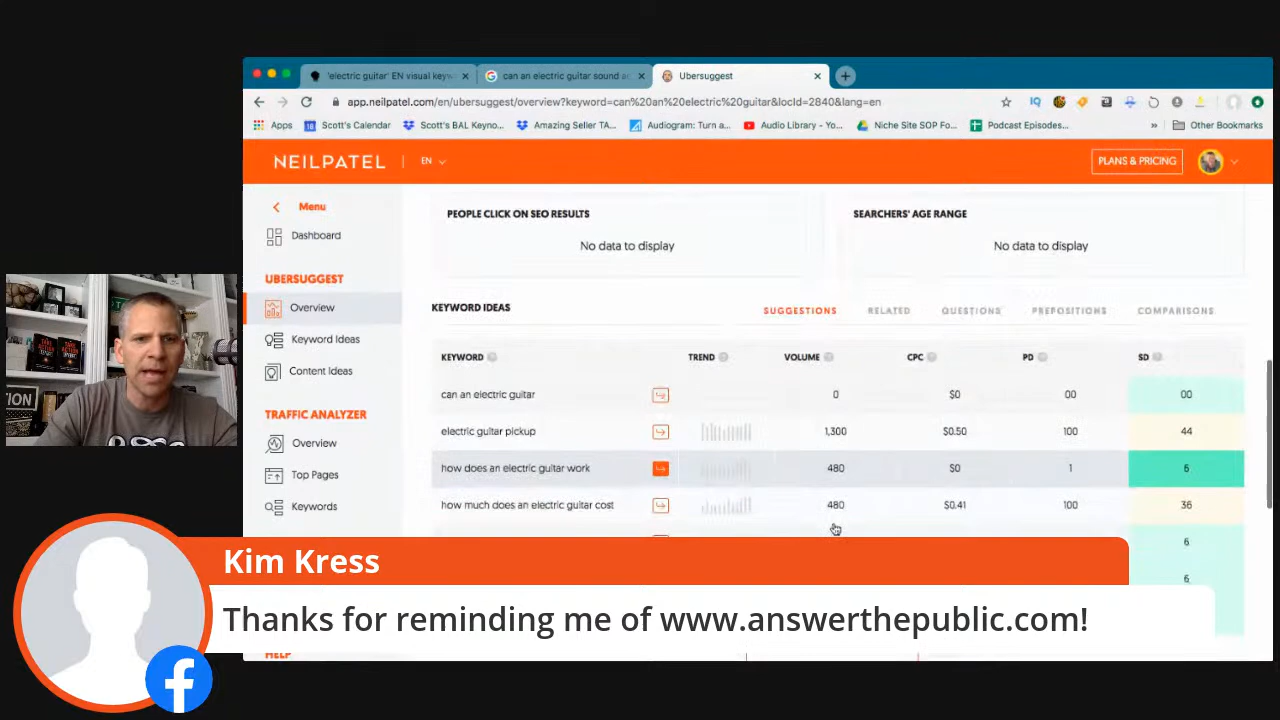 'electric guitar' EN visual keyw
can an electric guitar sound a
Ubersuggest
app.neilpatel.com/en/ubersuggest/overview?keyword=can%20an%20electric%20guitar&locId=2840&lang=en
Apps
Scott's Calendar
Scott's BAL Keyno...
Amazing Seller TA...
Audiogram: Turn a...
Audio Library - Yo...
Niche Site SOP Fo...
Podcast Episodes...
»
Other Bookmarks
NEILPATEL
EN
PLANS & PRICING
Menu
Dashboard
UBERSUGGEST
Overview
Keyword Ideas
Content Ideas
TRAFFIC ANALYZER
Overview
Top Pages
Keywords
HELP
PEOPLE CLICK ON SEO RESULTS
No data to display
SEARCHERS' AGE RANGE
No data to display
KEYWORD IDEAS
SUGGESTIONS RELATED QUESTIONS PREPOSITIONS COMPARISONS
KEYWORD TREND VOLUME CPC PD SD
can an electric guitar 0 $0 00 00
electric guitar pickup 1,300 $0.50 100 44
how does an electric guitar work 480 $0 1 6
how much does an electric guitar cost 480 $0.41 100 36
6
6
Kim Kress
Thanks for reminding me of www.answerthepublic.com!